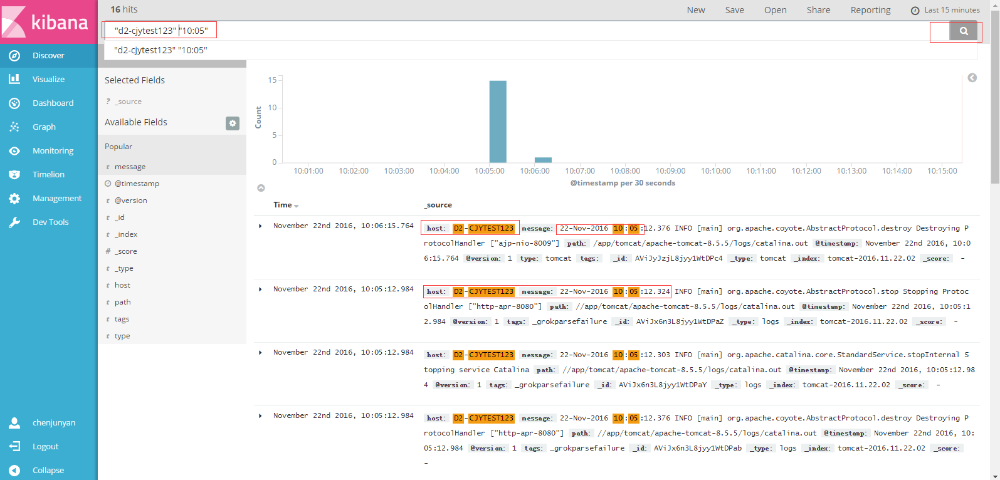 kibana
16 hits
New Save Open Share Reporting Last 15 minutes
"d2-cjytest123" "10:05"
"d2-cjytest123" "10:05"
Discover
Visualize
Dashboard
Graph
Monitoring
Timelion
Management
Dev Tools
chenjunyan
Logout
Collapse
Selected Fields
? _source
Available Fields
Popular
t message
@timestamp
t @version
t _id
t _index
# _score
t _type
t host
t path
t tags
t type
Count
15
10
5
0
10:01:00 10:02:00 10:03:00 10:04:00 10:05:00 10:06:00 10:07:00 10:08:00 10:09:00 10:10:00 10:11:00 10:12:00 10:13:00 10:14:00 10:15:00
@timestamp per 30 seconds
Time _source
November 22nd 2016, 10:06:15.764 host: D2-CJYTEST123 message: 22-Nov-2016 10:05:12.376 INFO [main] org.apache.coyote.AbstractProtocol.destroy Destroying P
rotocolHandler ["ajp-nio-8009"] path: /app/tomcat/apache-tomcat-8.5.5/logs/catalina.out @timestamp: November 22nd 2016, 10:0
6:15.764 @version: 1 type: tomcat tags: _id: AViJyJzjL8jyy1WtDPc4 _type: tomcat _index: tomcat-2016.11.22.02 _score: -
November 22nd 2016, 10:05:12.984 host: D2-CJYTEST123 message: 22-Nov-2016 10:05:12.324 INFO [main] org.apache.coyote.AbstractProtocol.stop Stopping Protoc
olHandler ["http-apr-8080"] path: //app/tomcat/apache-tomcat-8.5.5/logs/catalina.out @timestamp: November 22nd 2016, 10:05:1
2.984 @version: 1 tags: _grokparsefailure _id: AViJx6n3L8jyy1WtDPaZ _type: logs _index: tomcat-2016.11.22.02 _score: -
November 22nd 2016, 10:05:12.984 host: D2-CJYTEST123 message: 22-Nov-2016 10:05:12.303 INFO [main] org.apache.catalina.core.StandardService.stopInternal S
topping service Catalina path: //app/tomcat/apache-tomcat-8.5.5/logs/catalina.out @timestamp: November 22nd 2016, 10:05:12.98
4 @version: 1 tags: _grokparsefailure _id: AViJx6n3L8jyy1WtDPaY _type: logs _index: tomcat-2016.11.22.02 _score: -
November 22nd 2016, 10:05:12.984 host: D2-CJYTEST123 message: 22-Nov-2016 10:05:12.376 INFO [main] org.apache.coyote.AbstractProtocol.destroy Destroying P
rotocolHandler ["http-apr-8080"] path: //app/tomcat/apache-tomcat-8.5.5/logs/catalina.out @timestamp: November 22nd 2016, 10:
05:12.984 @version: 1 tags: _grokparsefailure _id: AViJx6n3L8jyy1WtDPab _type: logs _index: tomcat-2016.11.22.02 _score:
-